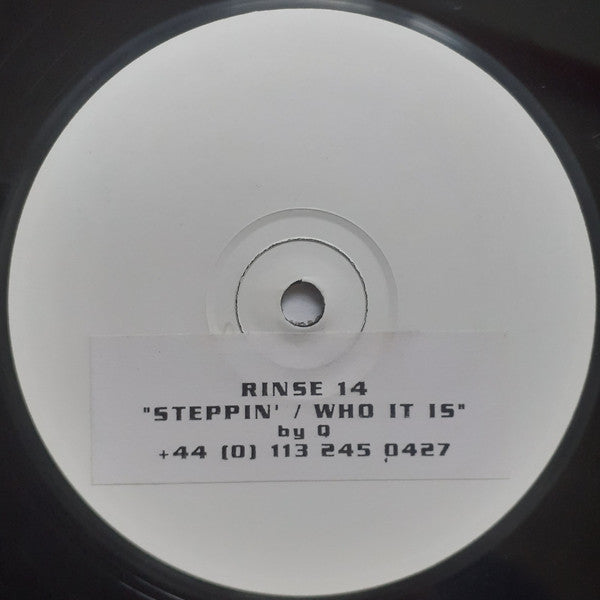 RINSE 14
"STEPPIN' / WHO IT IS"
by Q
+44 (0) 113 245 0427